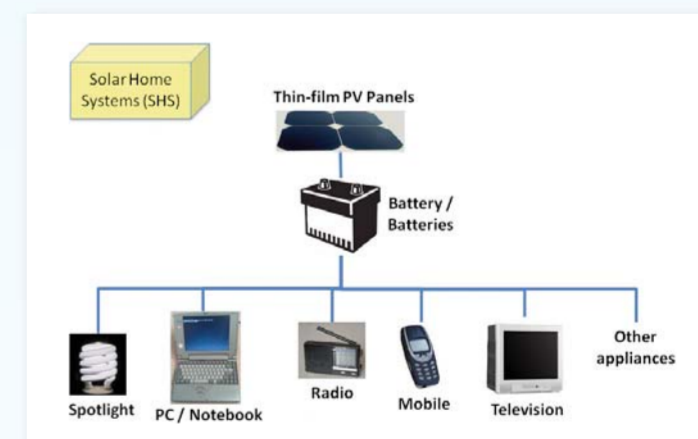 Solar Home
Systems (SHS)
Thin-film PV Panels
Battery /
Batteries
Spotlight
PC / Notebook
Radio
Mobile
Television
Other
appliances